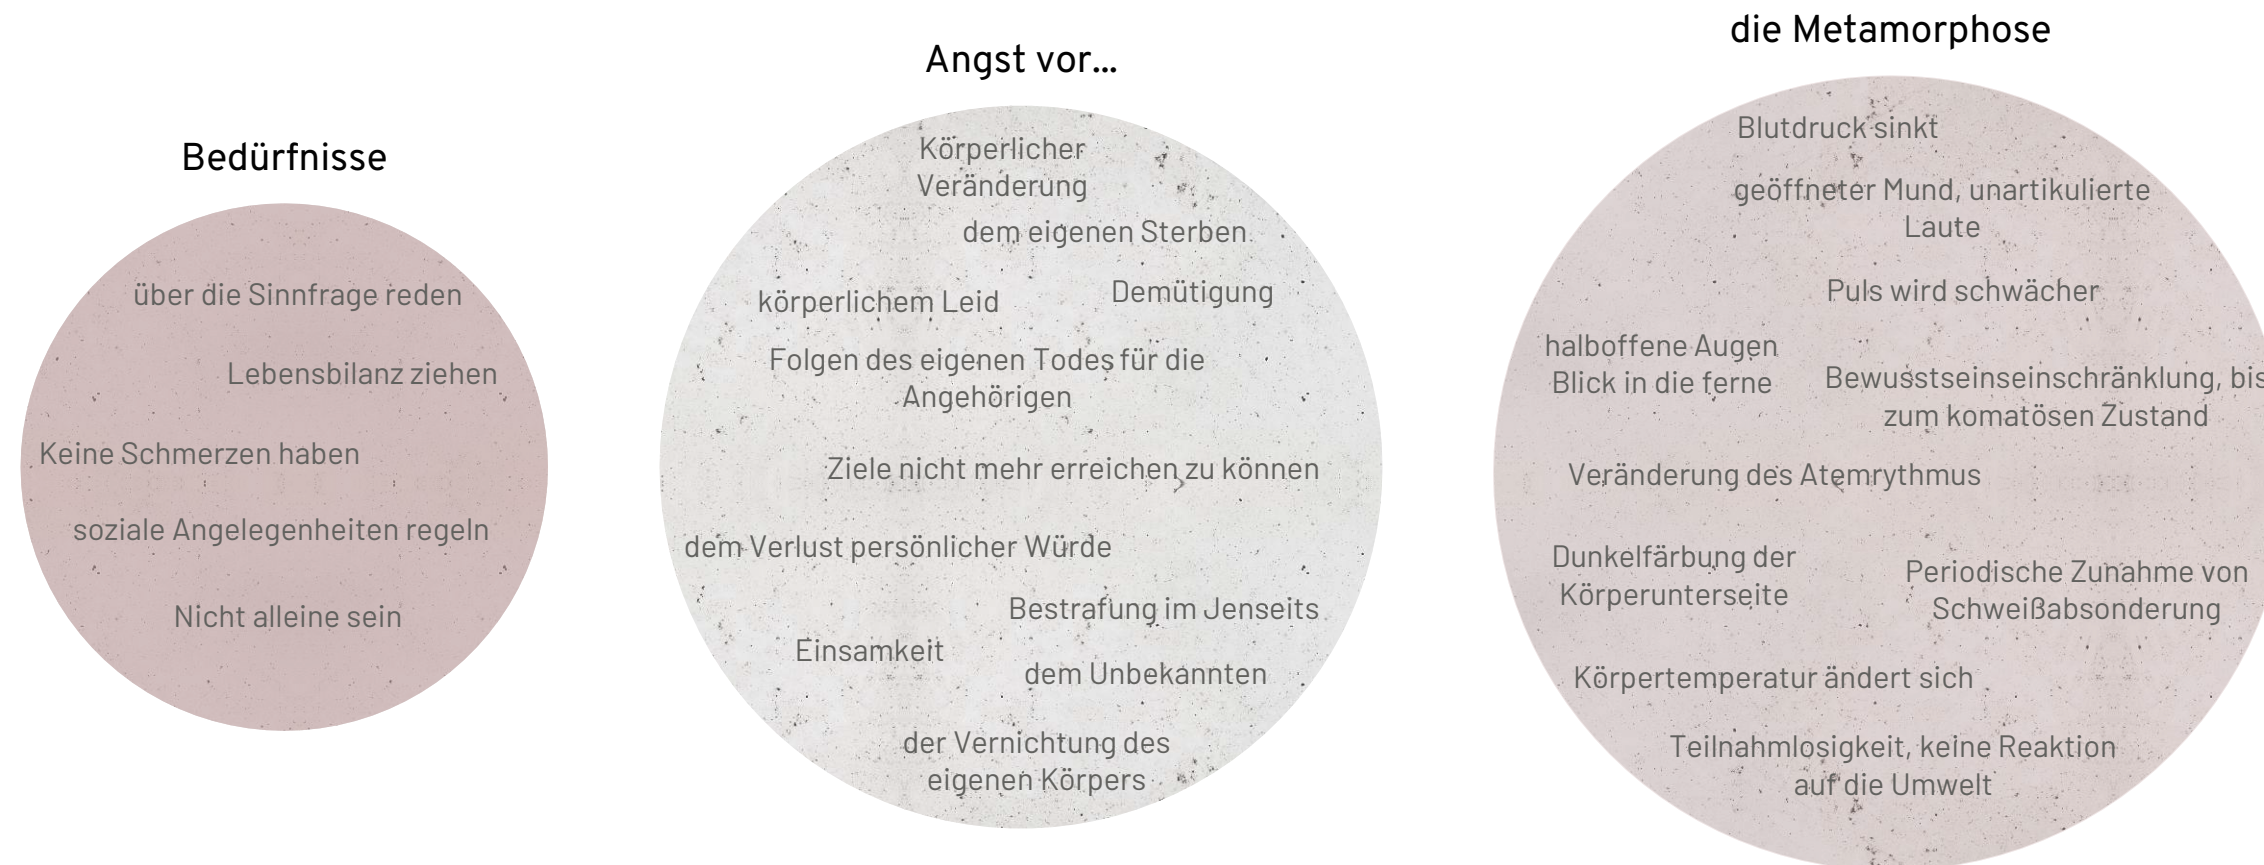 Bedürfnisse
über die Sinnfrage reden
Lebensbilanz ziehen
Keine Schmerzen haben
soziale Angelegenheiten regeln
Nicht alleine sein
Angst vor...
Körperlicher
Veränderung
dem eigenen Sterben
körperlichem Leid
Demütigung
Folgen des eigenen Todes für die
Angehörigen
Ziele nicht mehr erreichen zu können
dem Verlust persönlicher Würde
Bestrafung im Jenseits
Einsamkeit
dem Unbekannten
der Vernichtung des
eigenen Körpers
die Metamorphose
Blutdruck sinkt
geöffneter Mund, unartikulierte
Laute
Puls wird schwächer
halboffene Augen
Blick in die ferne
Bewusstseinseinschränklung, bis
zum komatösen Zustand
Veränderung des Atemrythmus
Dunkelfärbung der
Körperunterseite
Periodische Zunahme von
Schweißabsonderung
Körpertemperatur ändert sich
Teilnahmlosigkeit, keine Reaktion
auf die Umwelt